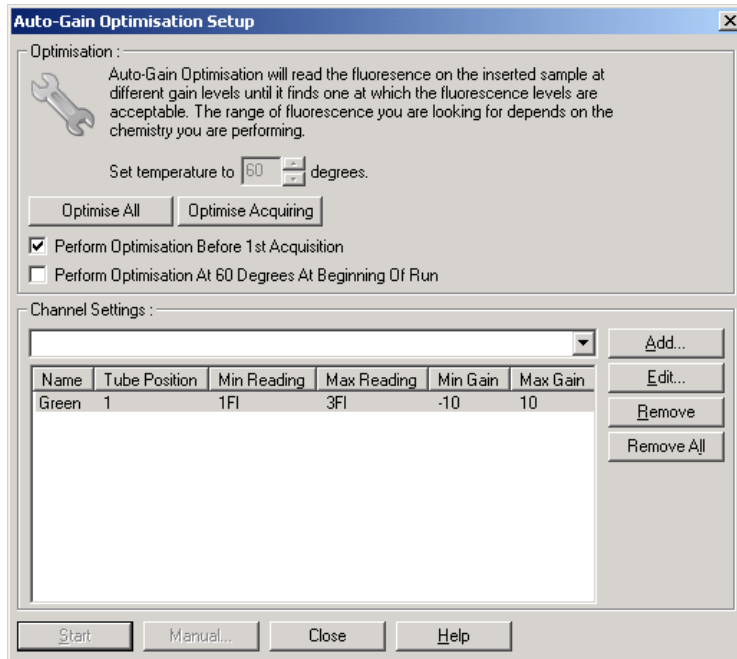 Auto-Gain Optimisation Setup
Optimisation :
Auto-Gain Optimisation will read the fluoresence on the inserted sample at
different gain levels until it finds one at which the fluorescence levels are
acceptable. The range of fluorescence you are looking for depends on the
chemistry you are performing.
Set temperature to 60 degrees.
Optimise All Optimise Acquiring
Perform Optimisation Before 1st Acquisition
Perform Optimisation At 60 Degrees At Beginning Of Run
Channel Settings :
Add...
Name Tube Position Min Reading Max Reading Min Gain Max Gain Edit...
Green 1 1Fl 3Fl -10 10
Remove
Remove All
Start Manual... Close Help